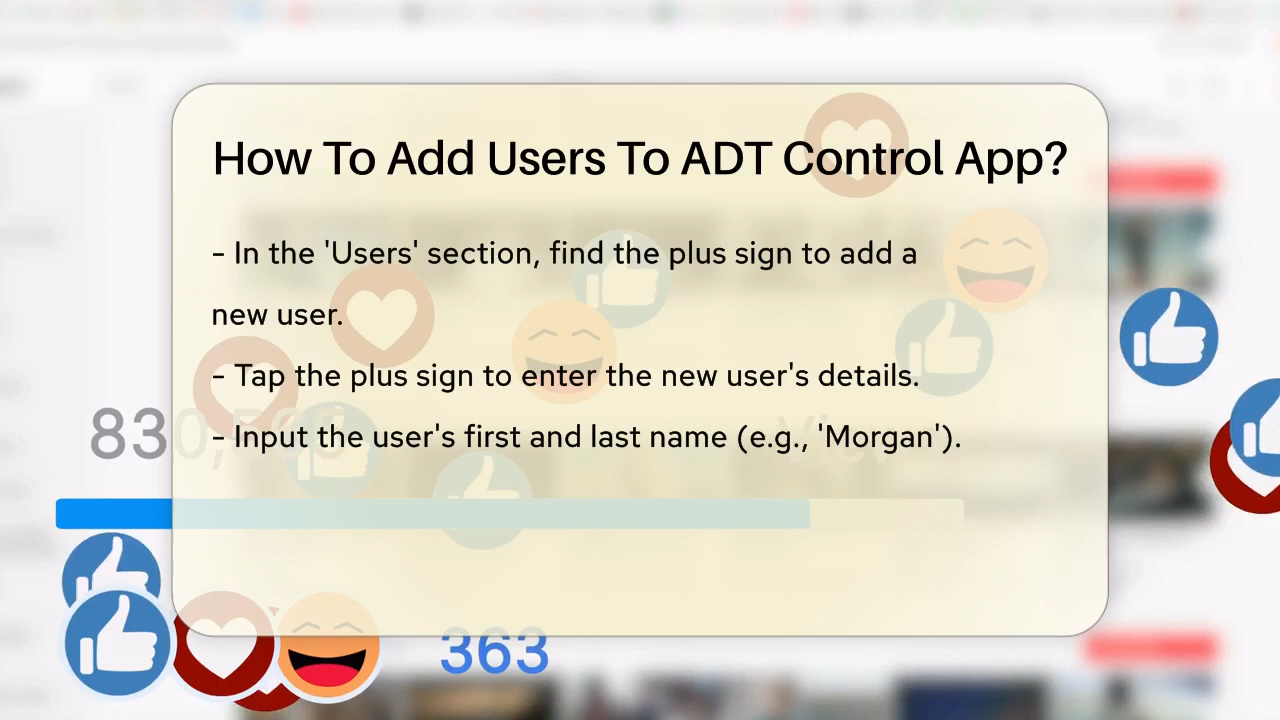 How To Add Users To ADT Control App?
- In the 'Users' section, find the plus sign to add a
new user.
- Tap the plus sign to enter the new user's details.
- Input the user's first and last name (e.g., 'Morgan').
363